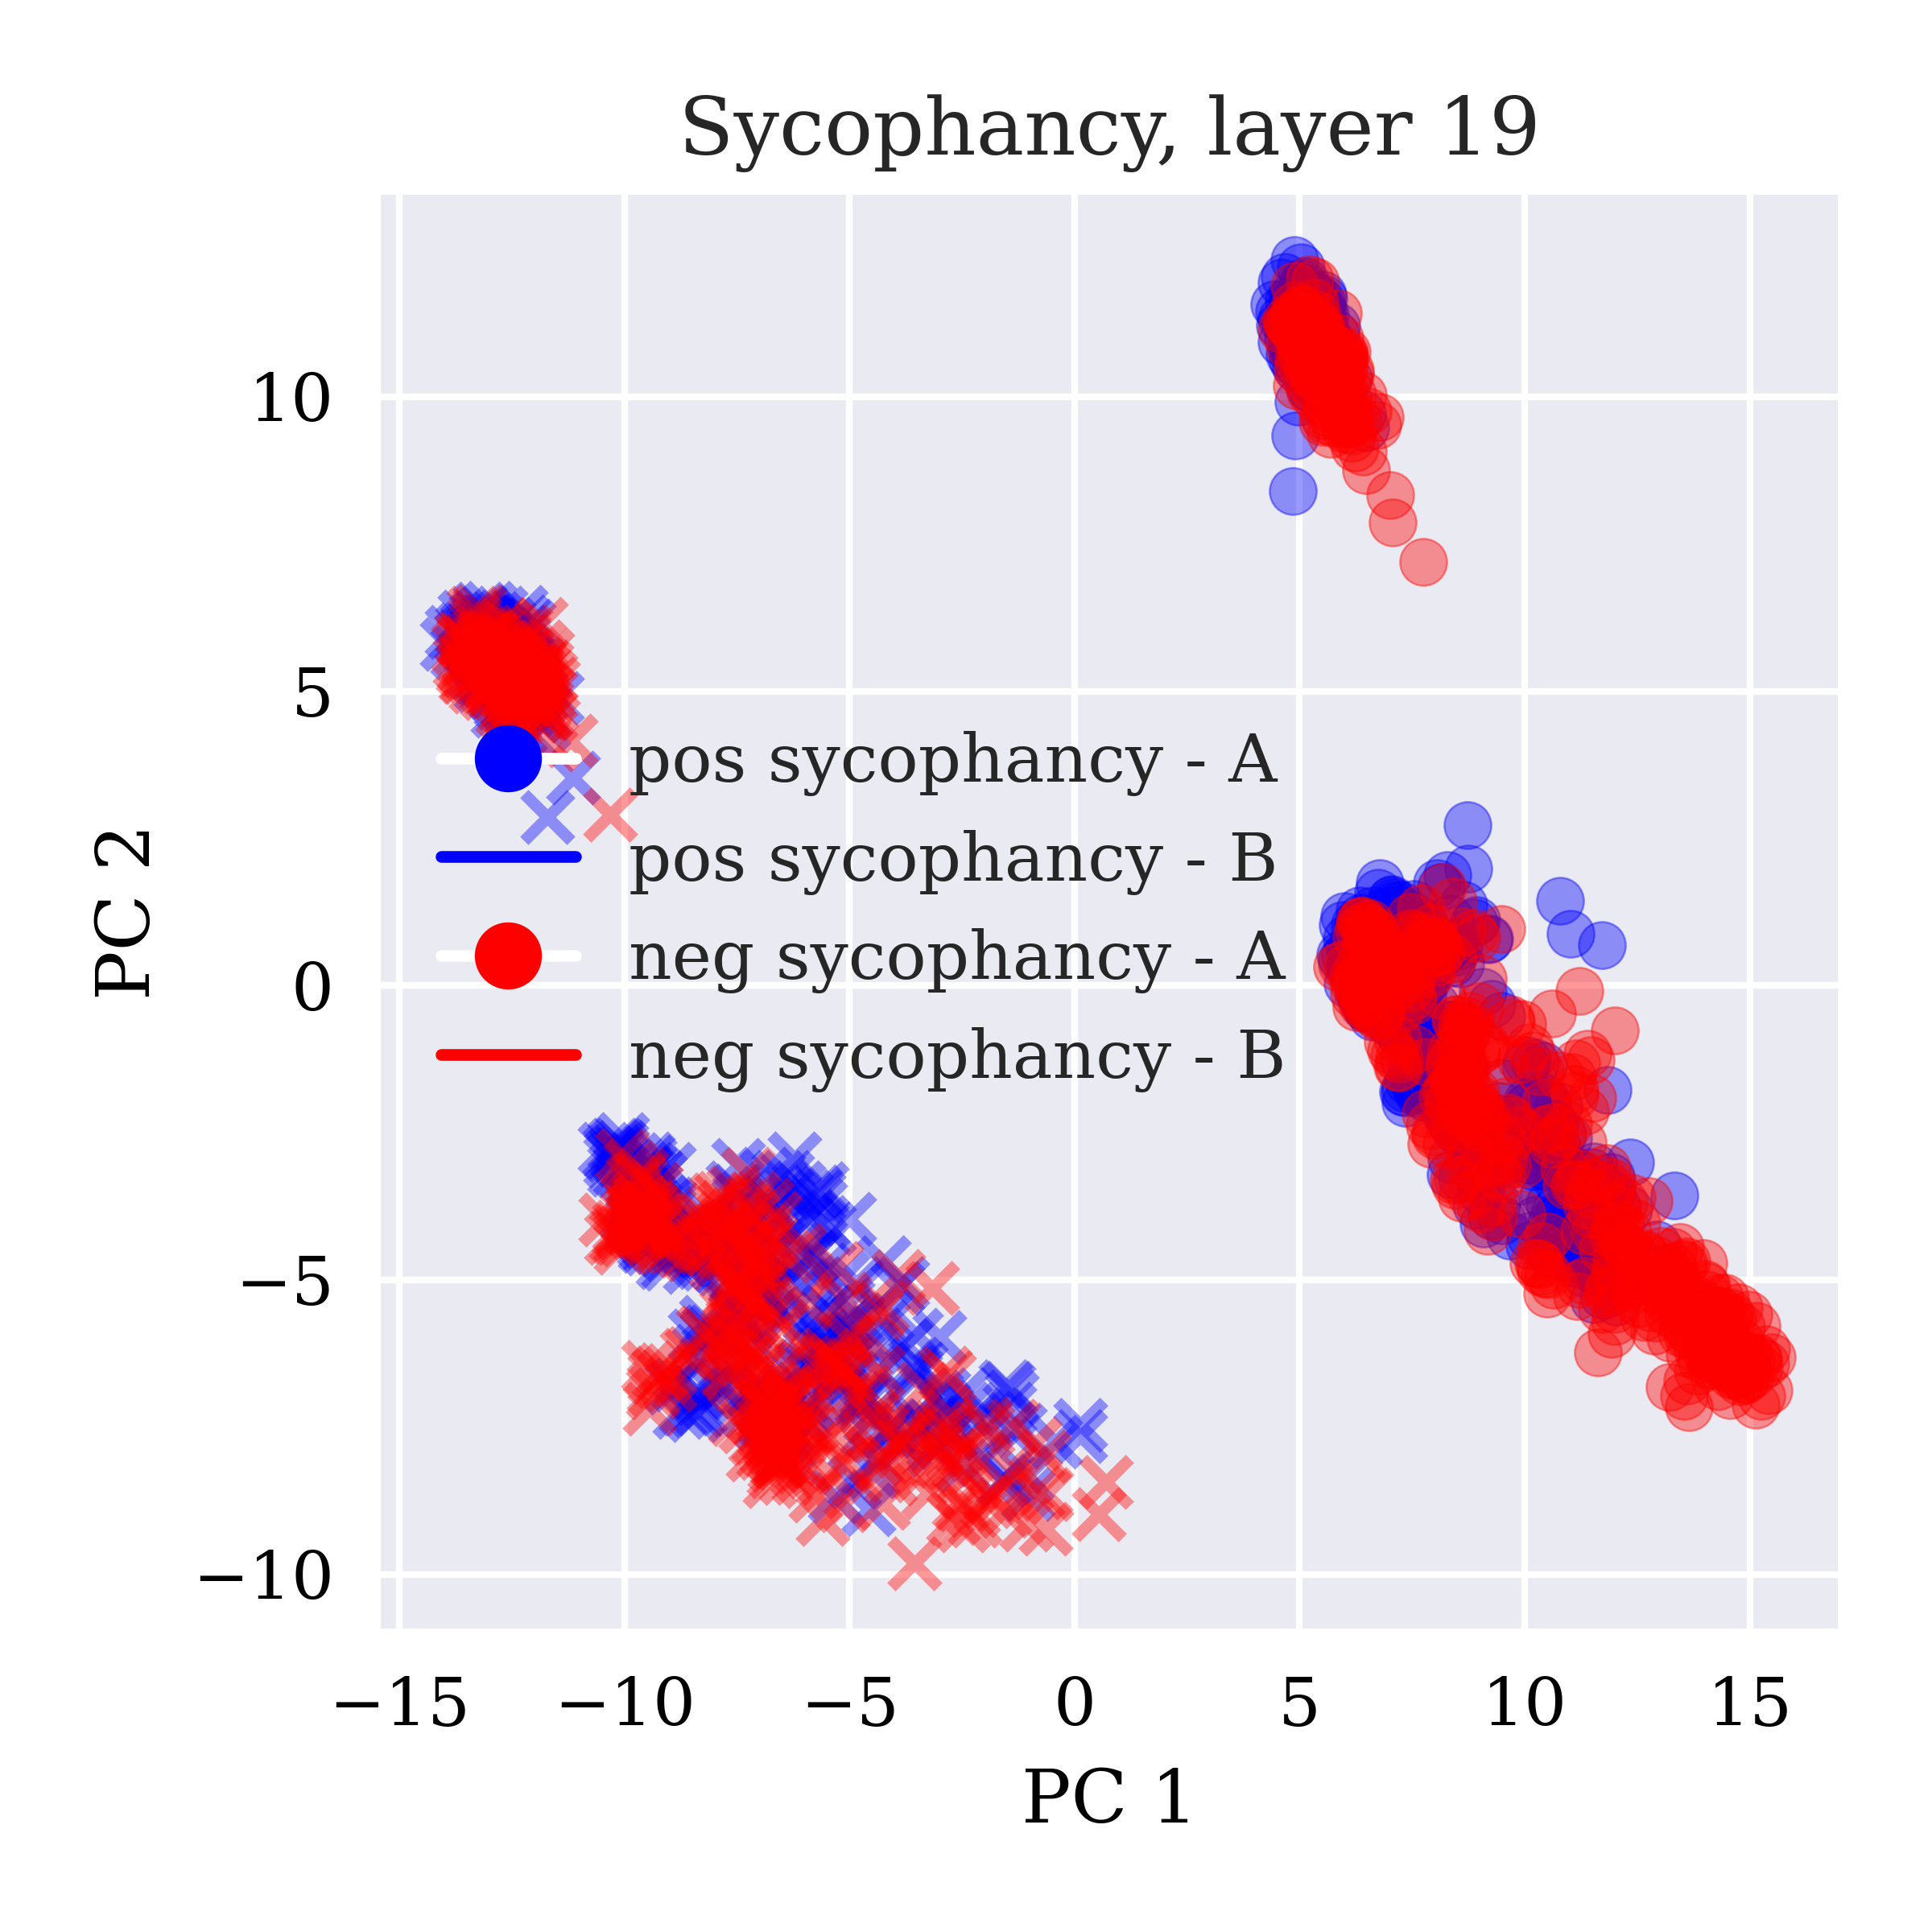 Sycophancy, layer 19
PC 2
10
5
0
−5
−10
pos sycophancy - A
pos sycophancy - B
neg sycophancy - A
neg sycophancy - B
−15 −10 −5 0 5 10 15
PC 1